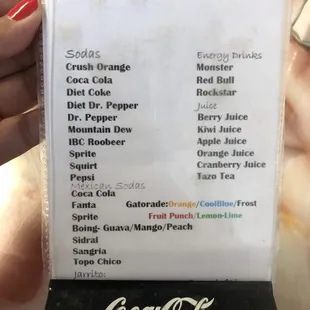 Sodas
Crush Orange
Coca Cola
Diet Coke
Diet Dr. Pepper
Dr. Pepper
Mountain Dew
IBC Roobeer
Sprite
Squirt
Pepsi
Energy Drinks
Monster
Red Bull
Rockstar
Juice
Berry Juice
Kiwi Juice
Apple Juice
Orange Juice
Cranberry Juice
Tazo Tea
Mexican Sodas
Coca Cola
Fanta
Sprite
Boing- Guava/Mango/Peach
Sidral
Sangria
Topo Chico
Jarrito:
Gatorade:Orange/CoolBlue/Frost
Fruit Punch/Lemon-Lime
Coca-Cola